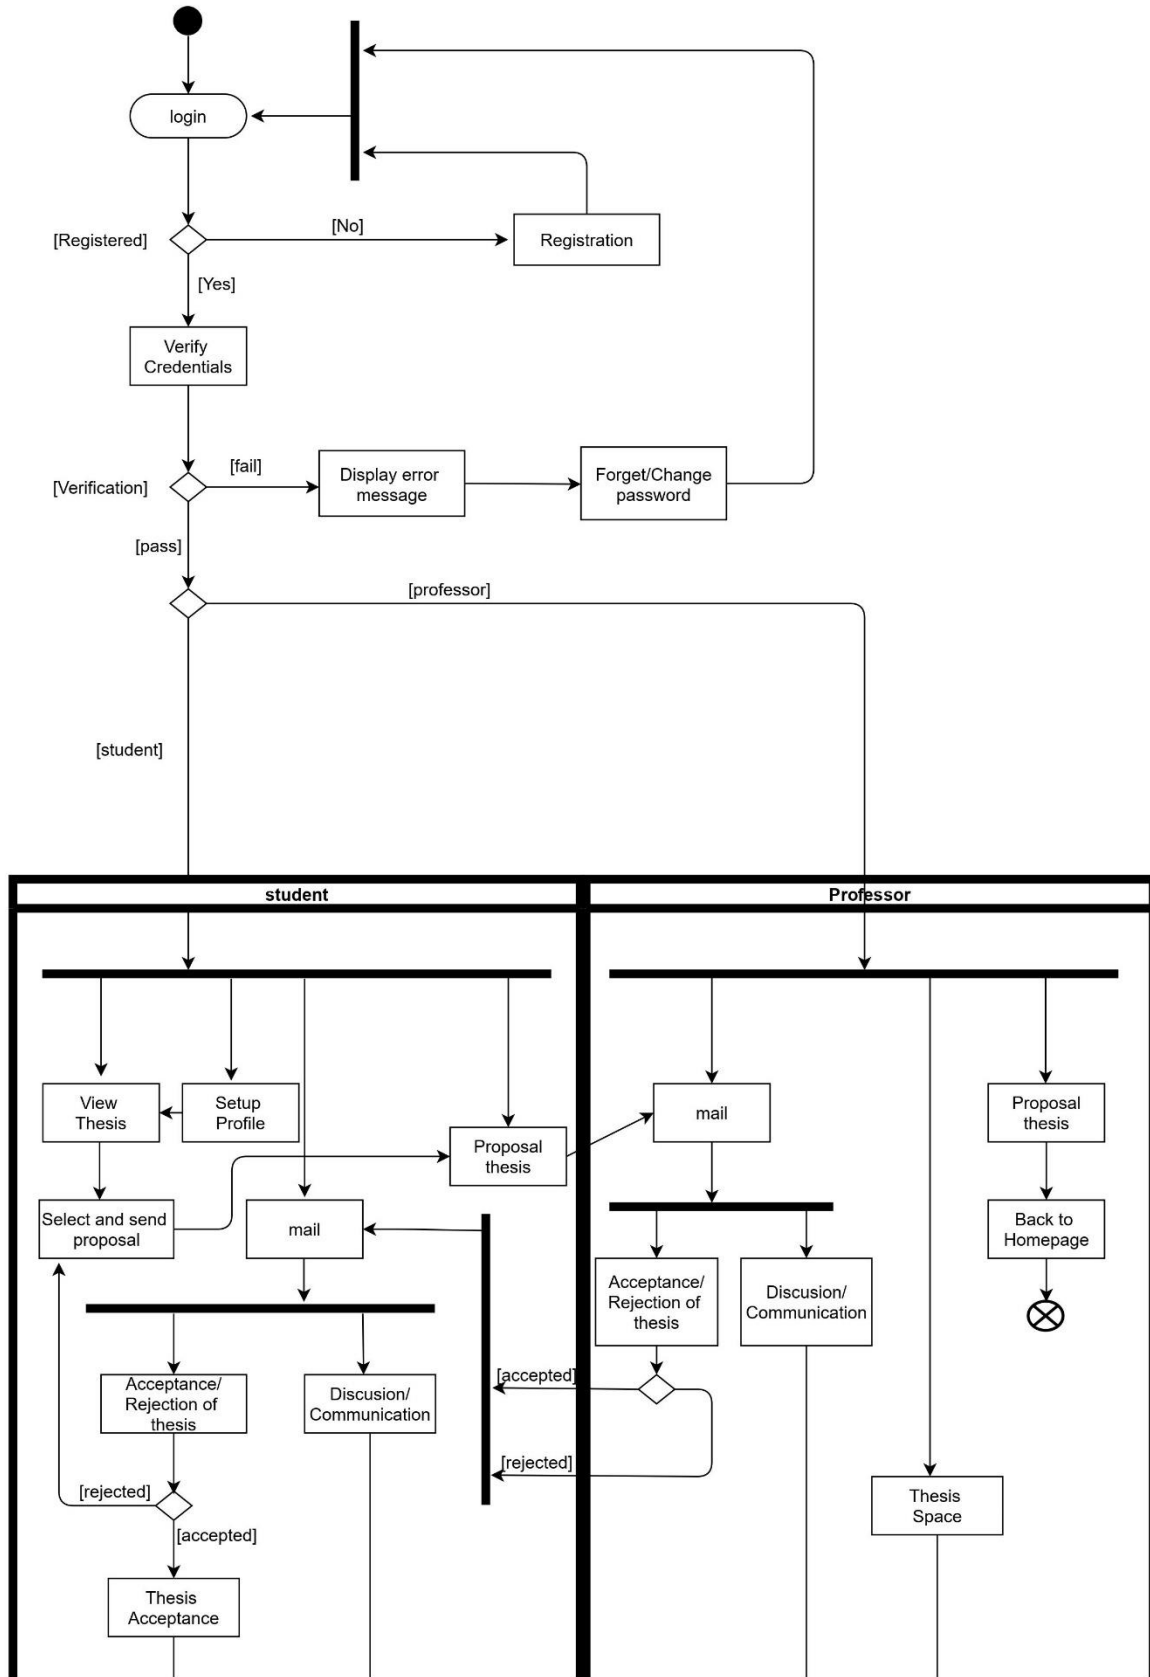 login
[No]
[Registered]
Registration
[Yes]
Verify
Credentials
[fail]
[Verification]
Display error
message
Forget/Change
password
[pass]
[professor]
[student]
student
Professor
View
Thesis
Setup
Profile
Proposal
thesis
mail
Proposal
thesis
Select and send
proposal
mail
Back to
Homepage
Acceptance/
Rejection of
thesis
Discusion/
Communication
[accepted]
Acceptance/
Rejection of
thesis
Discusion/
Communication
[rejected]
[rejected]
[accepted]
Thesis
Space
Thesis
Acceptance